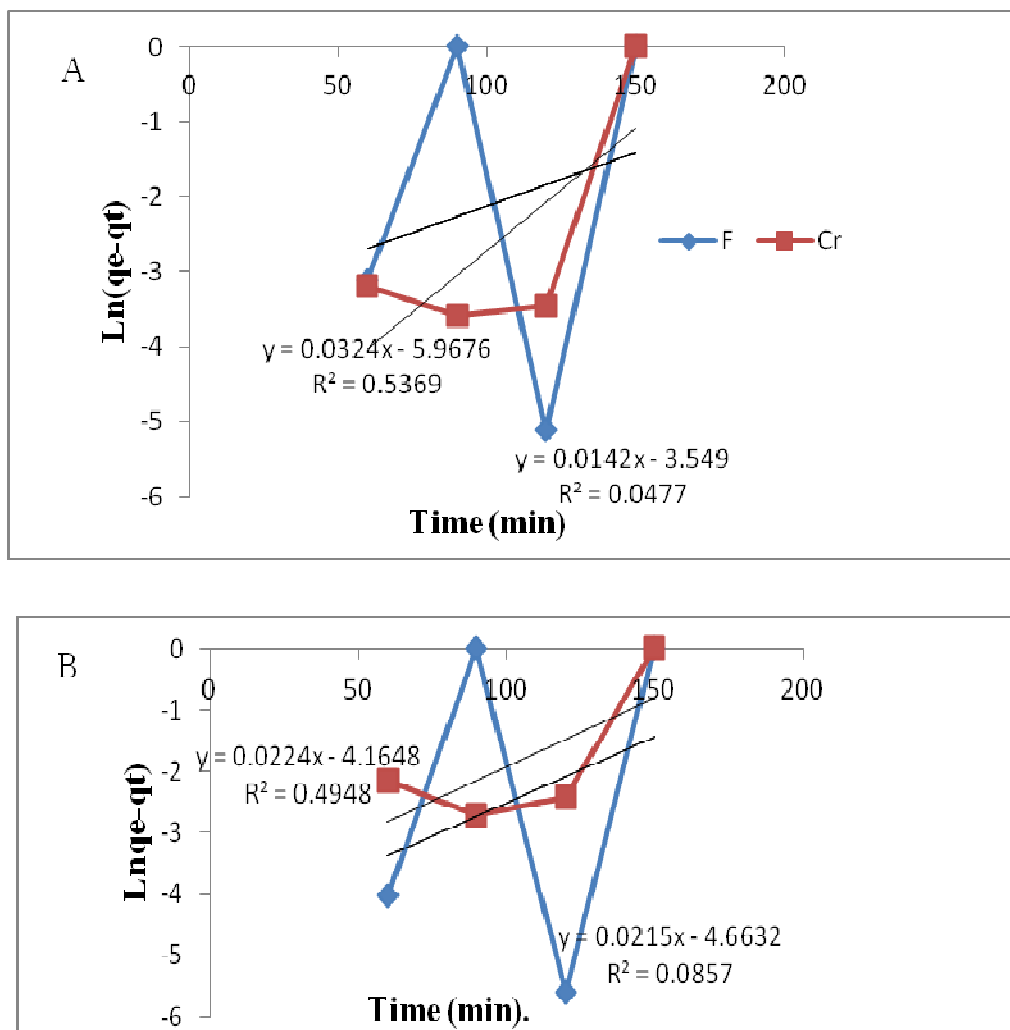 A
0
0
50
100
150
200
-1
-2
-3
-4
-5
-6
Ln(qe-qt)
F
Cr
y = 0.0324x - 5.9676
R² = 0.5369
y = 0.0142x - 3.549
R² = 0.0477
Time (min)
B
0
0
50
100
150
200
-1
-2
-3
-4
-5
-6
Lnqe-qt)
y = 0.0224x - 4.1648
R² = 0.4948
y = 0.0215x - 4.6632
R² = 0.0857
Time (min).